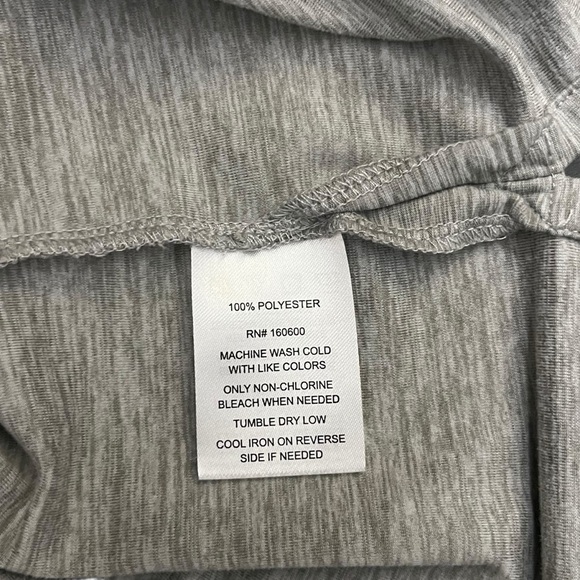 100% POLYESTER
RN# 160600
MACHINE WASH COLD
WITH LIKE COLORS
ONLY NON-CHLORINE
BLEACH WHEN NEEDED
TUMBLE DRY LOW
COOL IRON ON REVERSE
SIDE IF NEEDED